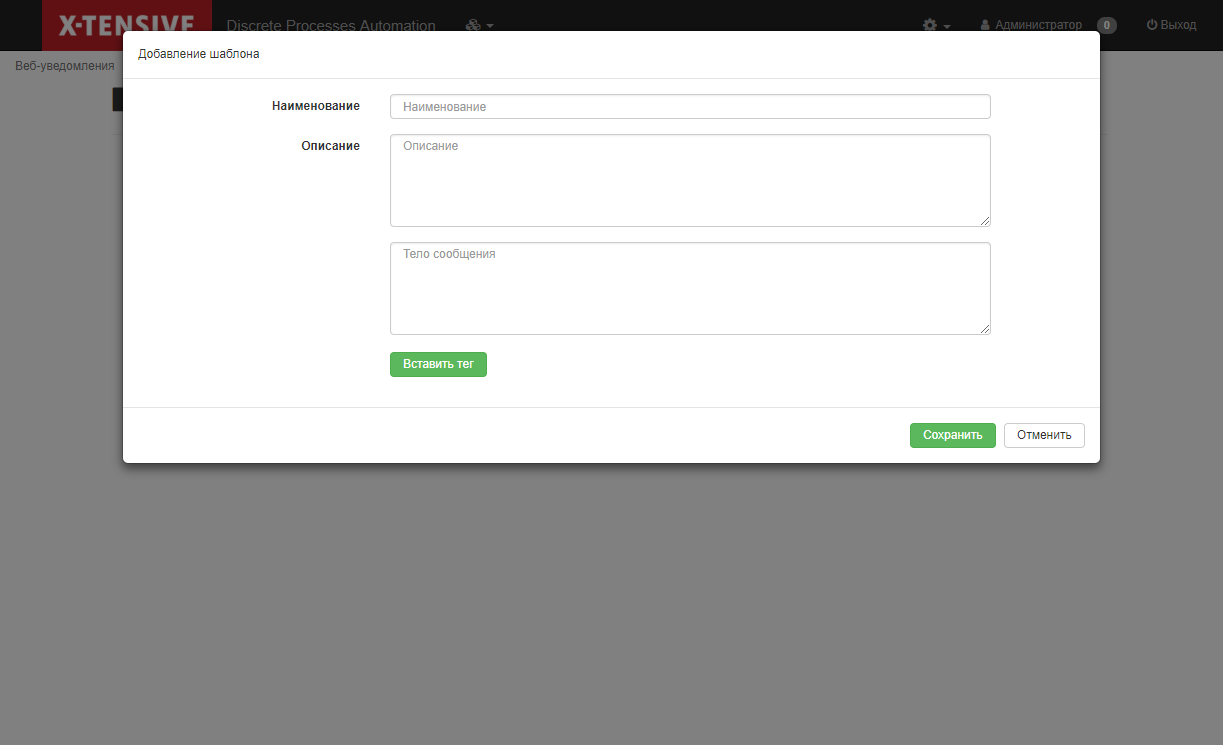 X-TENSIVE Discrete Processes Automation Администратор 0 Выход
Веб-уведомления
Добавление шаблона
Наименование Наименование
Описание Описание
Тело сообщения
Вставить тег
Сохранить Отменить